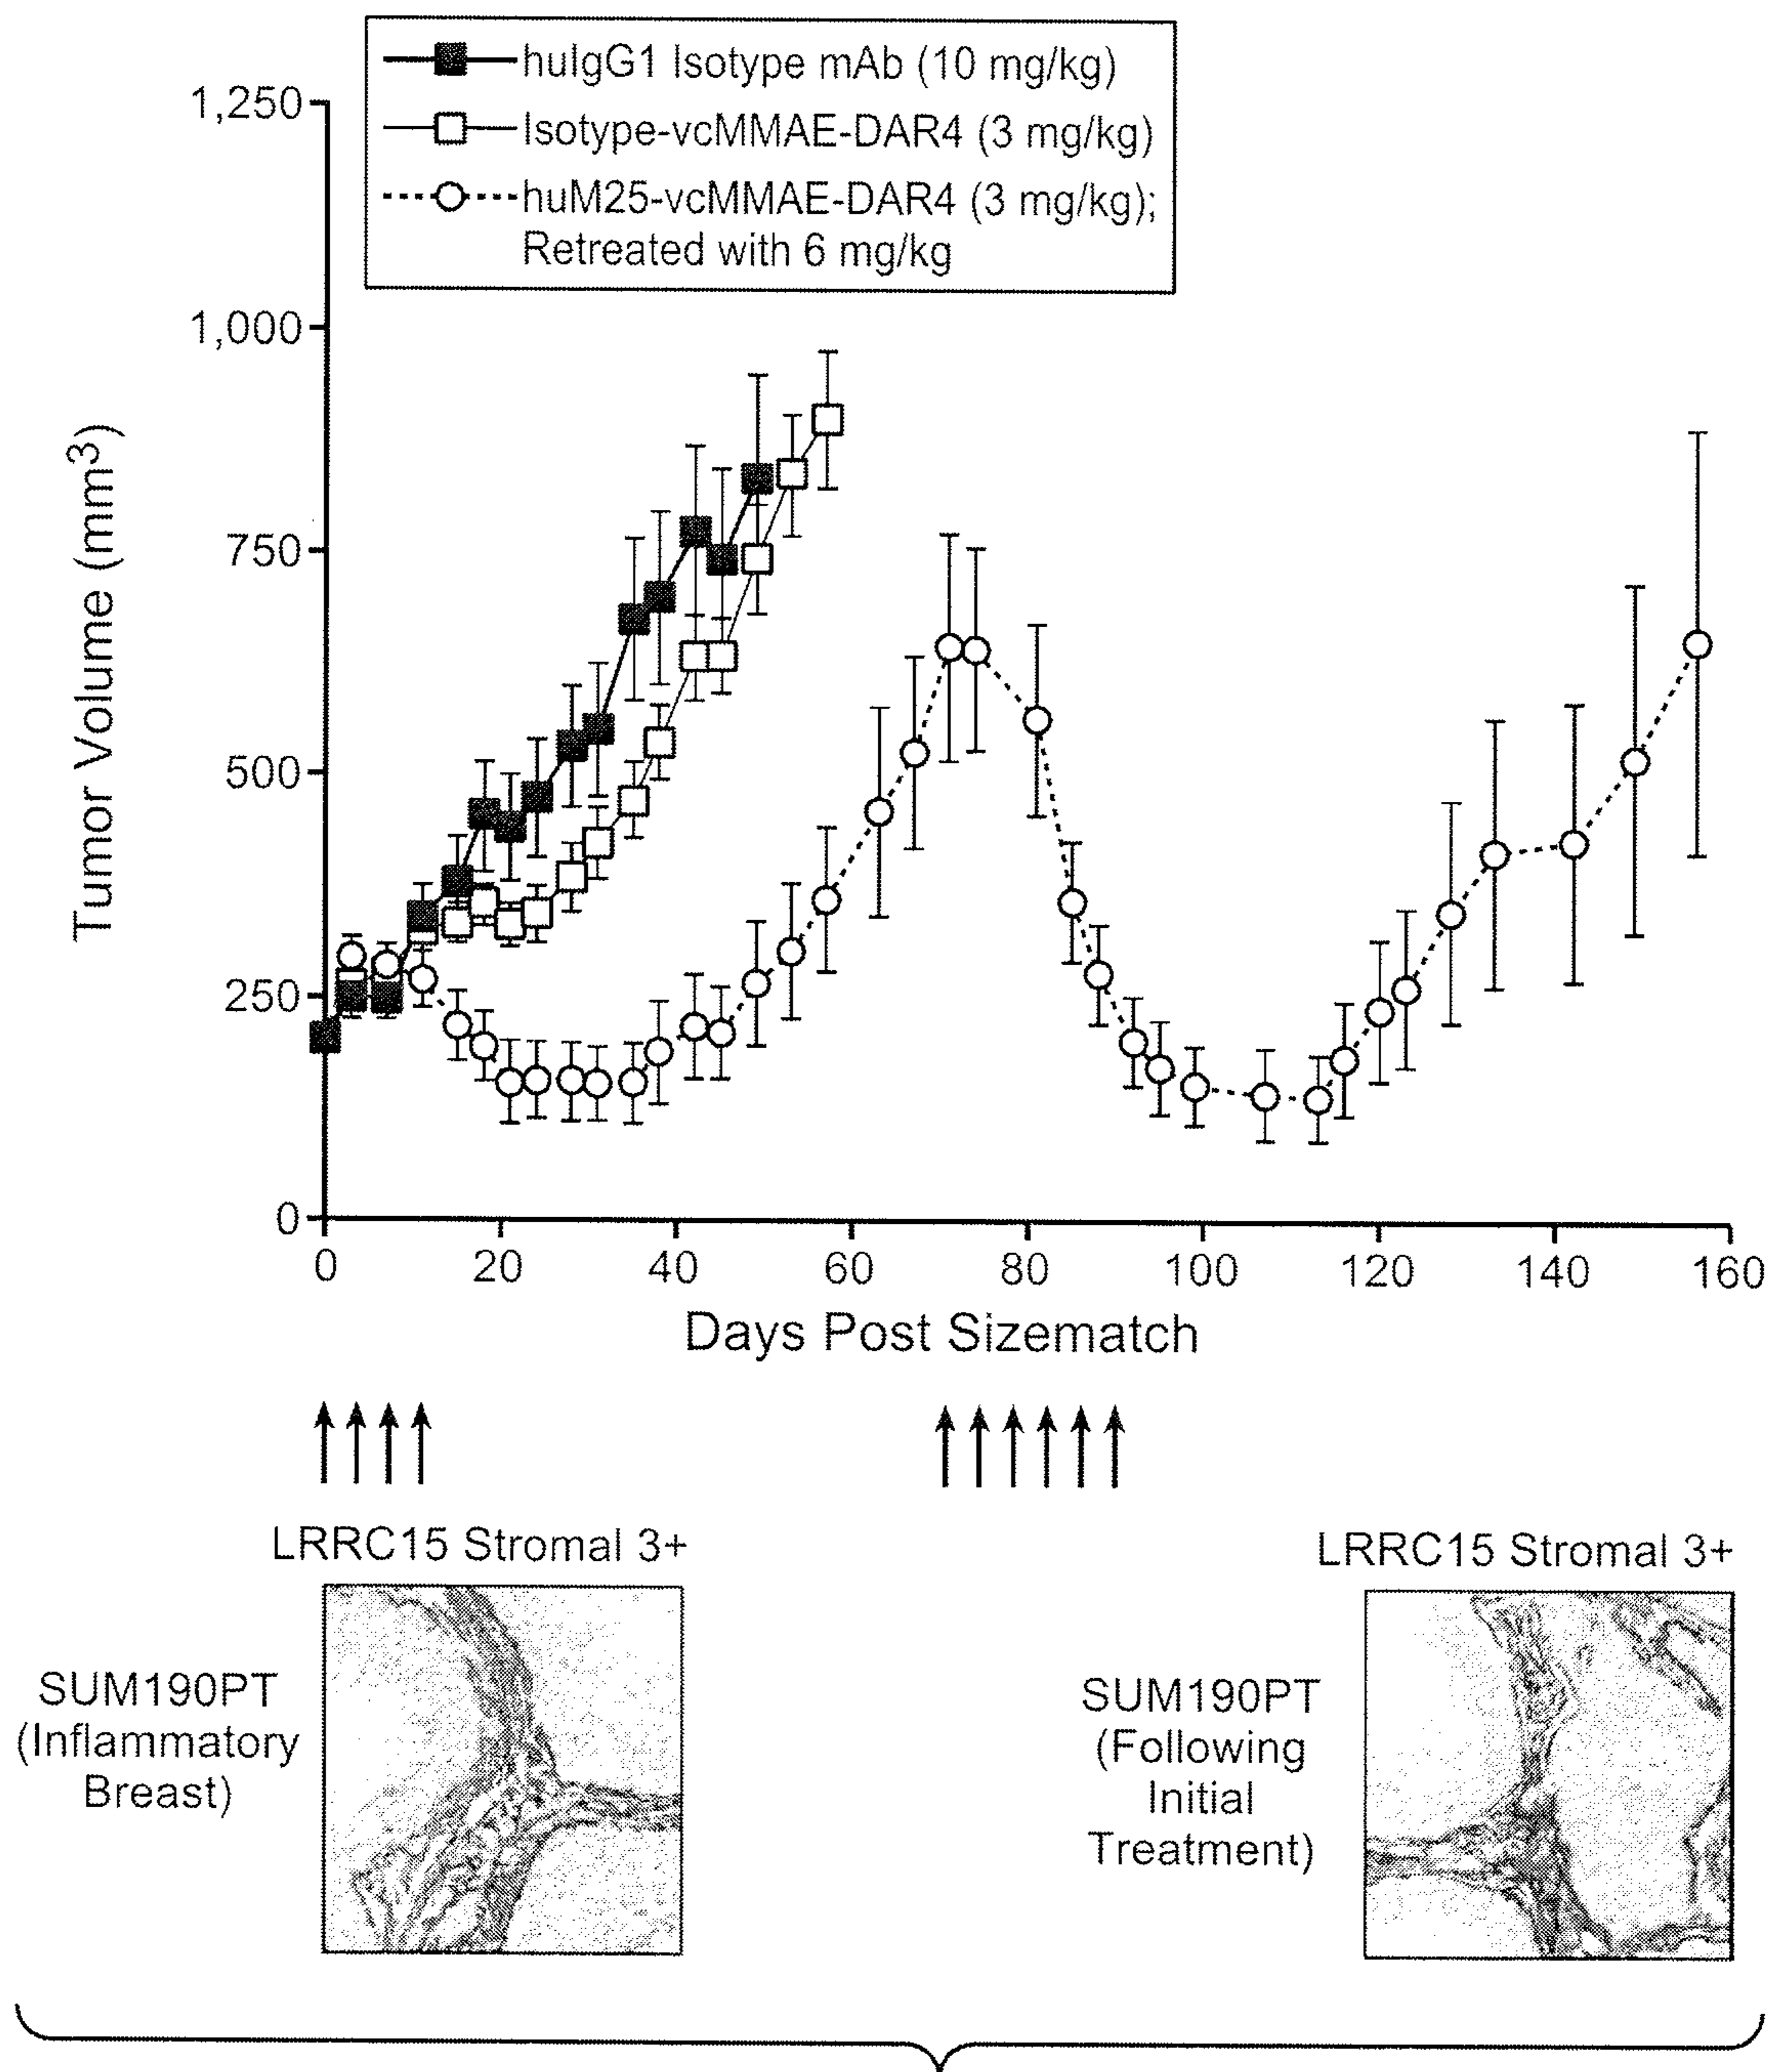 huIgG1 Isotype mAb (10 mg/kg)
Isotype-vcMMAE-DAR4 (3 mg/kg)
huM25-vcMMAE-DAR4 (3 mg/kg);
Retreated with 6 mg/kg
Tumor Volume (mm³)
1,250
1,000
750
500
250
0
0 20 40 60 80 100 120 140 160
Days Post Sizematch
LRRC15 Stromal 3+
SUM190PT
(Inflammatory
Breast)
LRRC15 Stromal 3+
SUM190PT
(Following
Initial
Treatment)